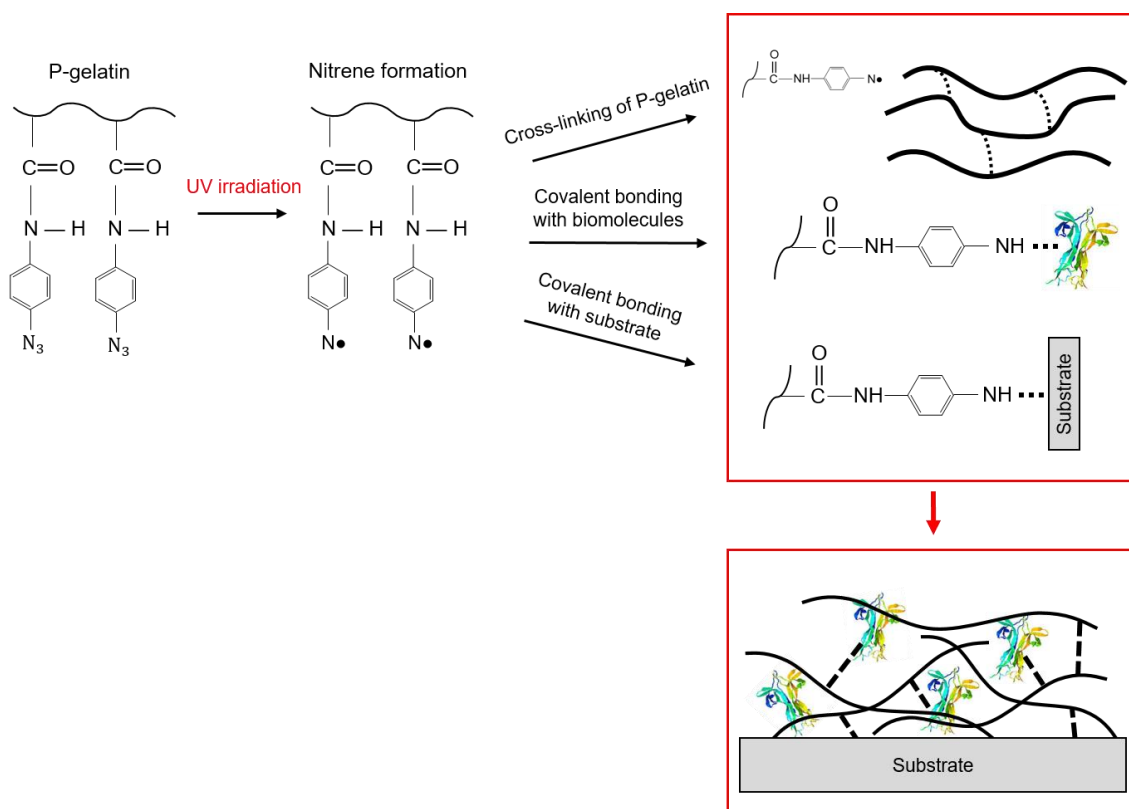 P-gelatin
Nitrene formation
UV irradiation
C=O
C=O
N—H
N—H
N₃
N₃
C=O
C=O
N—H
N—H
N•
N•
Cross-linking of P-gelatin
Covalent bonding
with biomolecules
Covalent bonding
with substrate
O
C NH N•
O
C NH NH
O
C NH NH
Substrate
Substrate